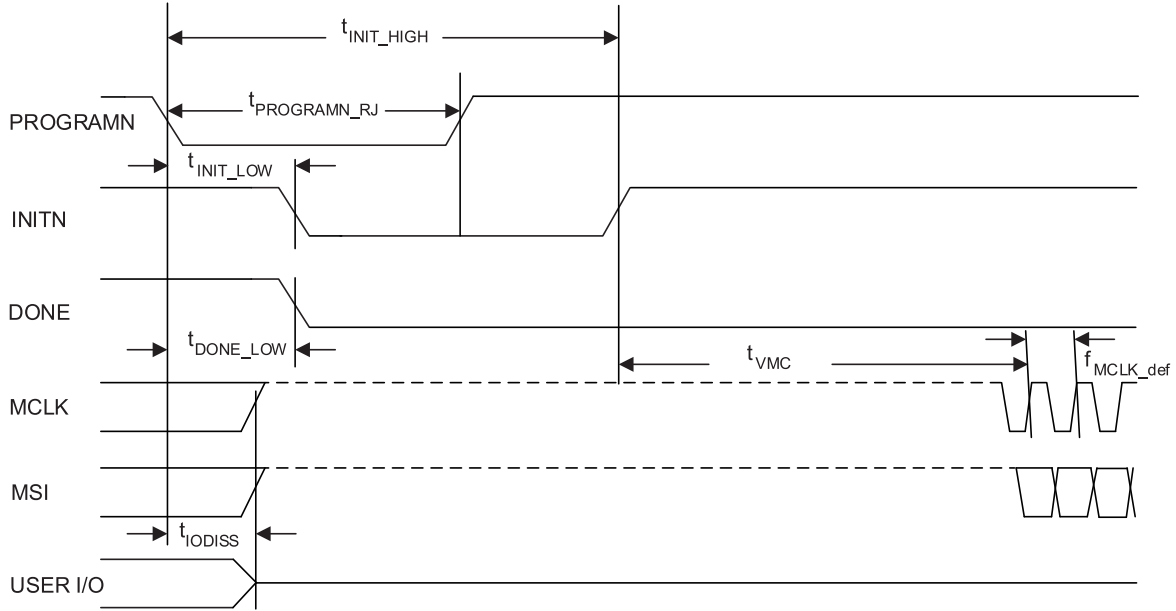 tINIT_HIGH
tPROGRAMN_RJ
PROGRAMN
tINIT_LOW
INITN
DONE
tDONE_LOW
tVMC
fMCLK_def
MCLK
MSI
tIODISS
USER I/O